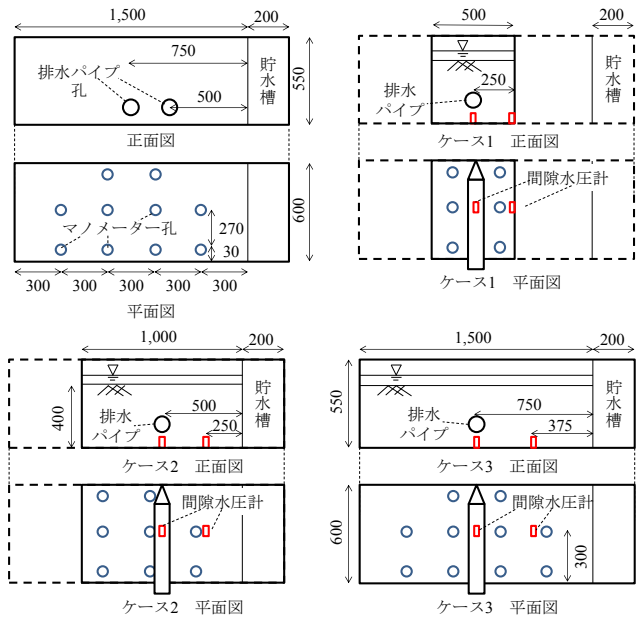 1,500
200
750
排水パイプ
孔
500
貯水槽
550
正面図
マノメーター孔
270
30
600
300
300
300
300
300
平面図
500
200
250
排水
パイプ
貯水槽
ケース1 正面図
間隙水圧計
ケース1 平面図
1,000
200
400
500
排水
パイプ
250
貯水槽
ケース2 正面図
間隙水圧計
ケース2 平面図
1,500
200
550
750
排水
パイプ
375
貯水槽
ケース3 正面図
600
間隙水圧計
300
ケース3 平面図